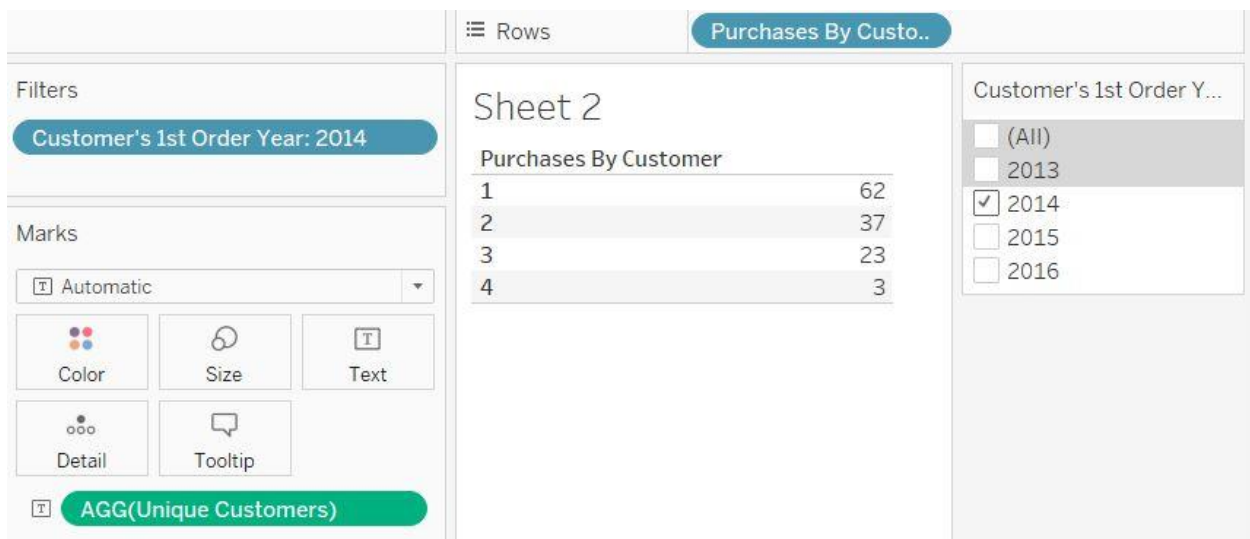 Rows
Purchases By Custo..
Filters
Customer's 1st Order Year: 2014
Marks
Automatic
Color
Size
Text
Detail
Tooltip
AGG(Unique Customers)
Sheet 2
Purchases By Customer
1 62
2 37
3 23
4 3
Customer's 1st Order Y...
(All)
2013
2014
2015
2016